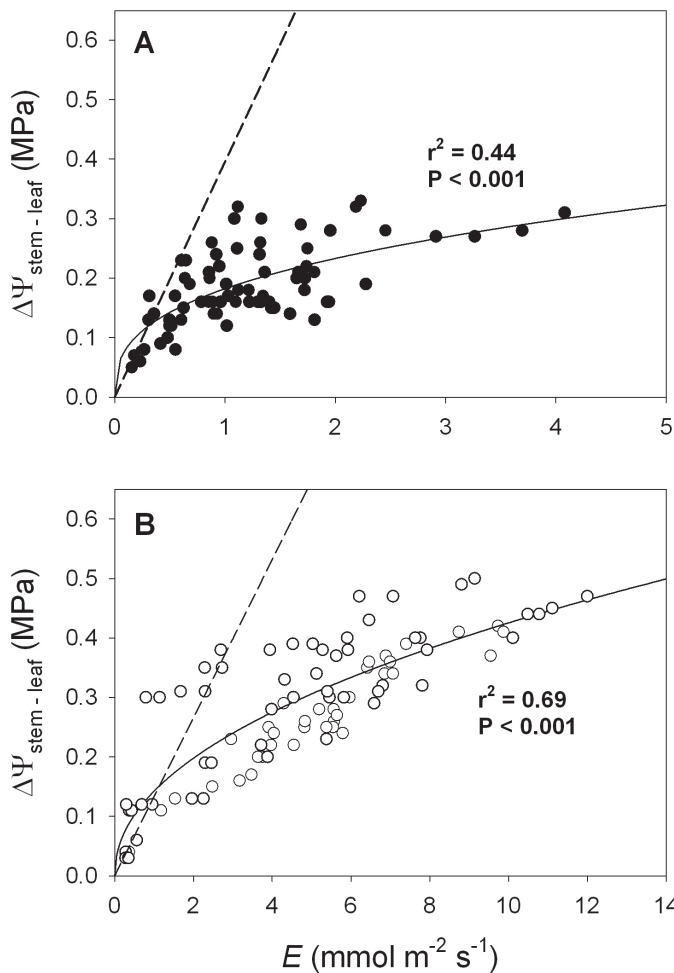 A
0.6
0.5
0.4
0.3
0.2
0.1
0.0
ΔΨstem - leaf (MPa)
r² = 0.44
P < 0.001
0 1 2 3 4 5
B
0.6
0.5
0.4
0.3
0.2
0.1
0.0
ΔΨstem - leaf (MPa)
r² = 0.69
P < 0.001
0 2 4 6 8 10 12 14
E (mmol m⁻² s⁻¹)